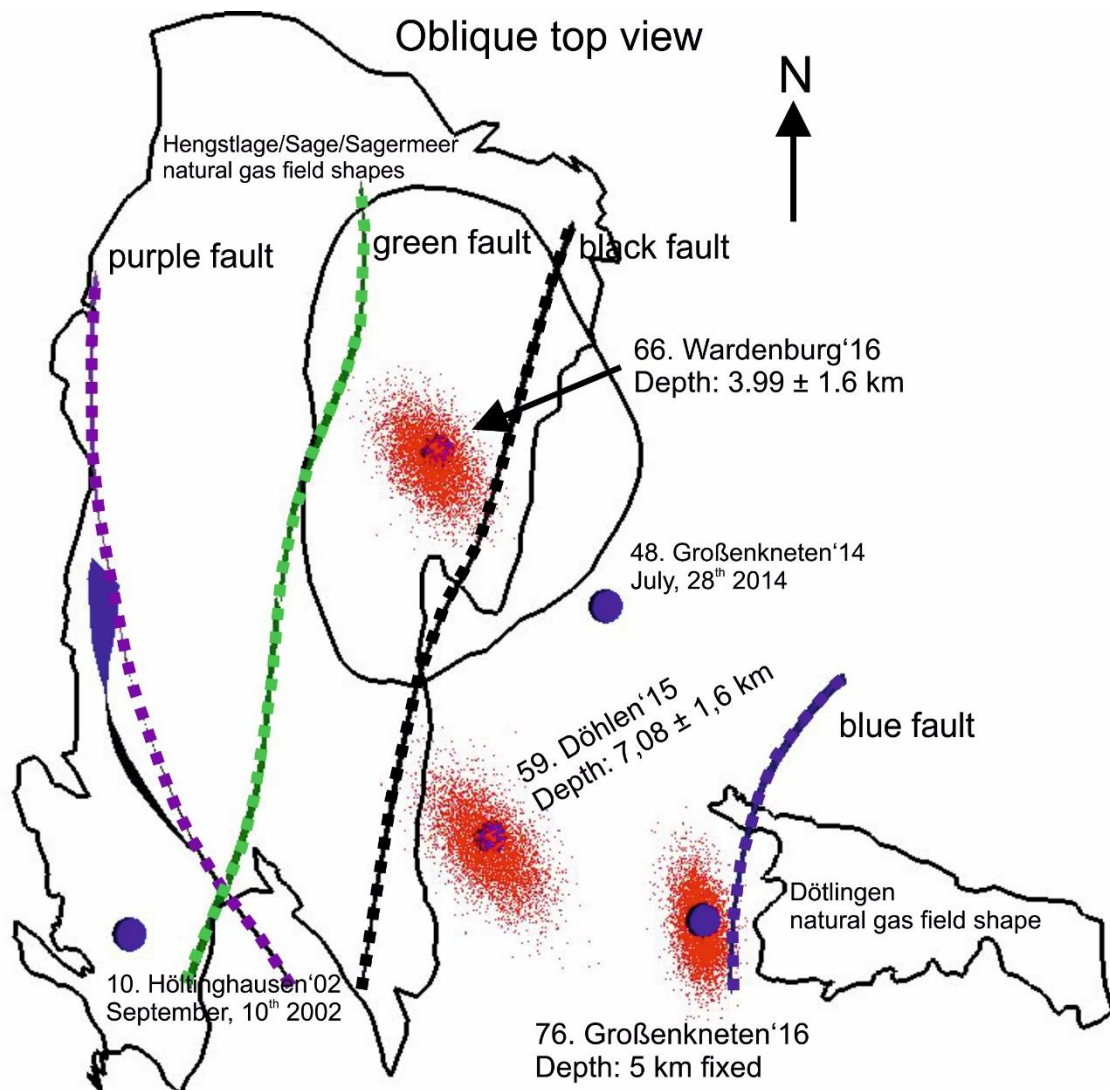 Oblique top view
N
Hengstlage/Sage/Sagermeer
natural gas field shapes
purple fault
green fault
black fault
66. Wardenburg‘16
Depth: 3.99 ± 1.6 km
48. Großenkneten‘14
July, 28th 2014
59. Döhlen‘15
Depth: 7,08 ± 1,6 km
blue fault
Dötlingen
natural gas field shape
10. Höltinghausen‘02
September, 10th 2002
76. Großenkneten‘16
Depth: 5 km fixed